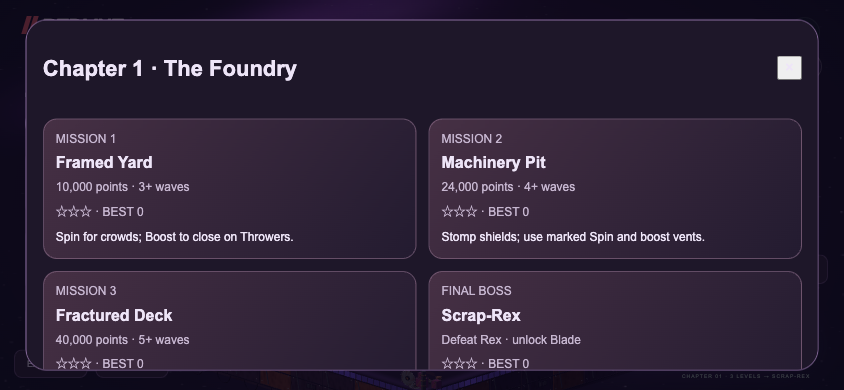 Chapter 1 · The Foundry
MISSION 1
Framed Yard
10,000 points · 3+ waves
☆☆☆ · BEST 0
Spin for crowds; Boost to close on Throwers.
MISSION 2
Machinery Pit
24,000 points · 4+ waves
☆☆☆ · BEST 0
Stomp shields; use marked Spin and boost vents.
MISSION 3
Fractured Deck
40,000 points · 5+ waves
☆☆☆ · BEST 0
FINAL BOSS
Scrap-Rex
Defeat Rex · unlock Blade
☆☆☆ · BEST 0